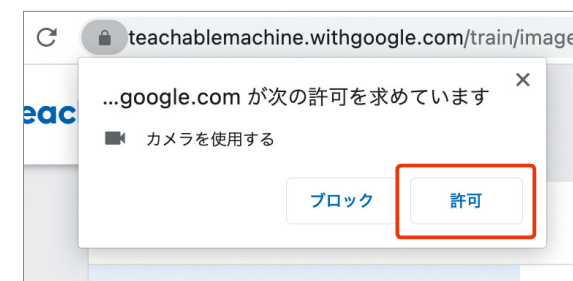 teachablemachine.withgoogle.com/train/image
eac
...google.com が次の許可を求めています
カメラを使用する
ブロック
許可